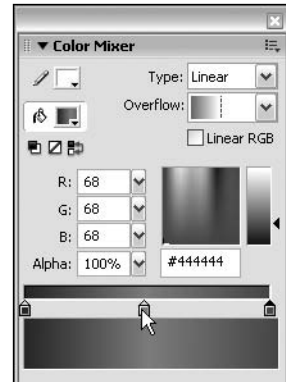 Color Mixer
Type: Linear
Overflow:
Linear RGB
R: 68
G: 68
B: 68
Alpha: 100% #444444